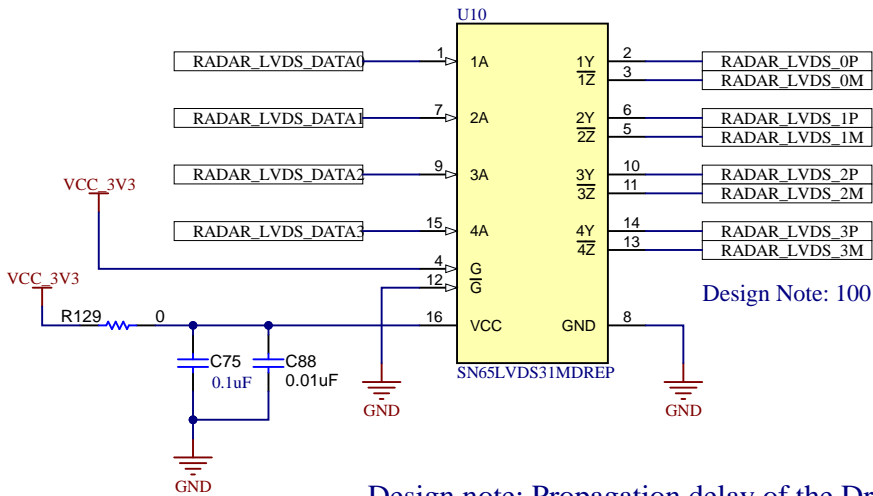 U10
RADAR_LVDS_DATA0 1 1A 1Y 2 RADAR_LVDS_0P
1Z 3 RADAR_LVDS_0M
RADAR_LVDS_DATA1 7 2A 2Y 6 RADAR_LVDS_1P
2Z 5 RADAR_LVDS_1M
RADAR_LVDS_DATA2 9 3A 3Y 10 RADAR_LVDS_2P
VCC_3V3
3Z 11 RADAR_LVDS_2M
RADAR_LVDS_DATA3 15 4A 4Y 14 RADAR_LVDS_3P
4Z 13 RADAR_LVDS_3M
4 G
VCC_3V3
12 G
Design Note: 100
R129 0 16 VCC GND 8
C75 C88
0.1uF 0.01uF
SN65LVDS31MDREP
GND GND
GND
Design note: Propagation delay of the Dr